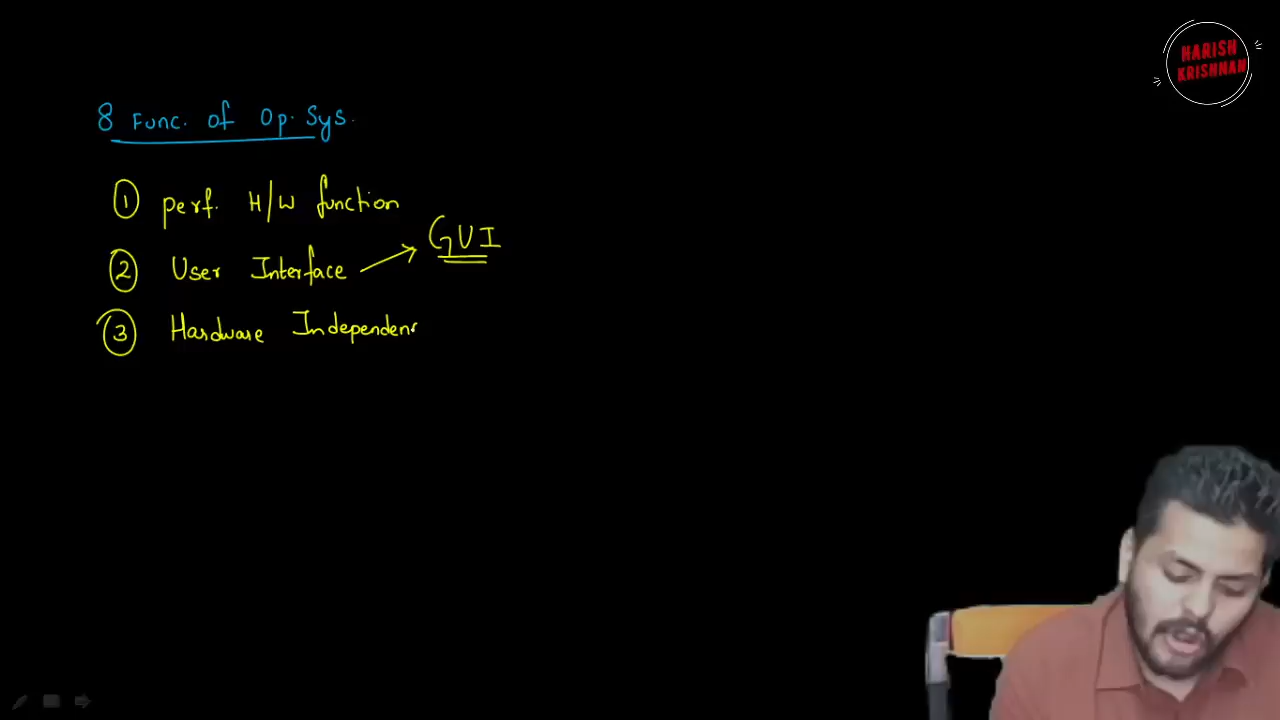 HARISH
KRISHNAN
8 Func. of Op. Sys.
1 perf. H/W function
2 User Interface → GUI
3 Hardware Independen